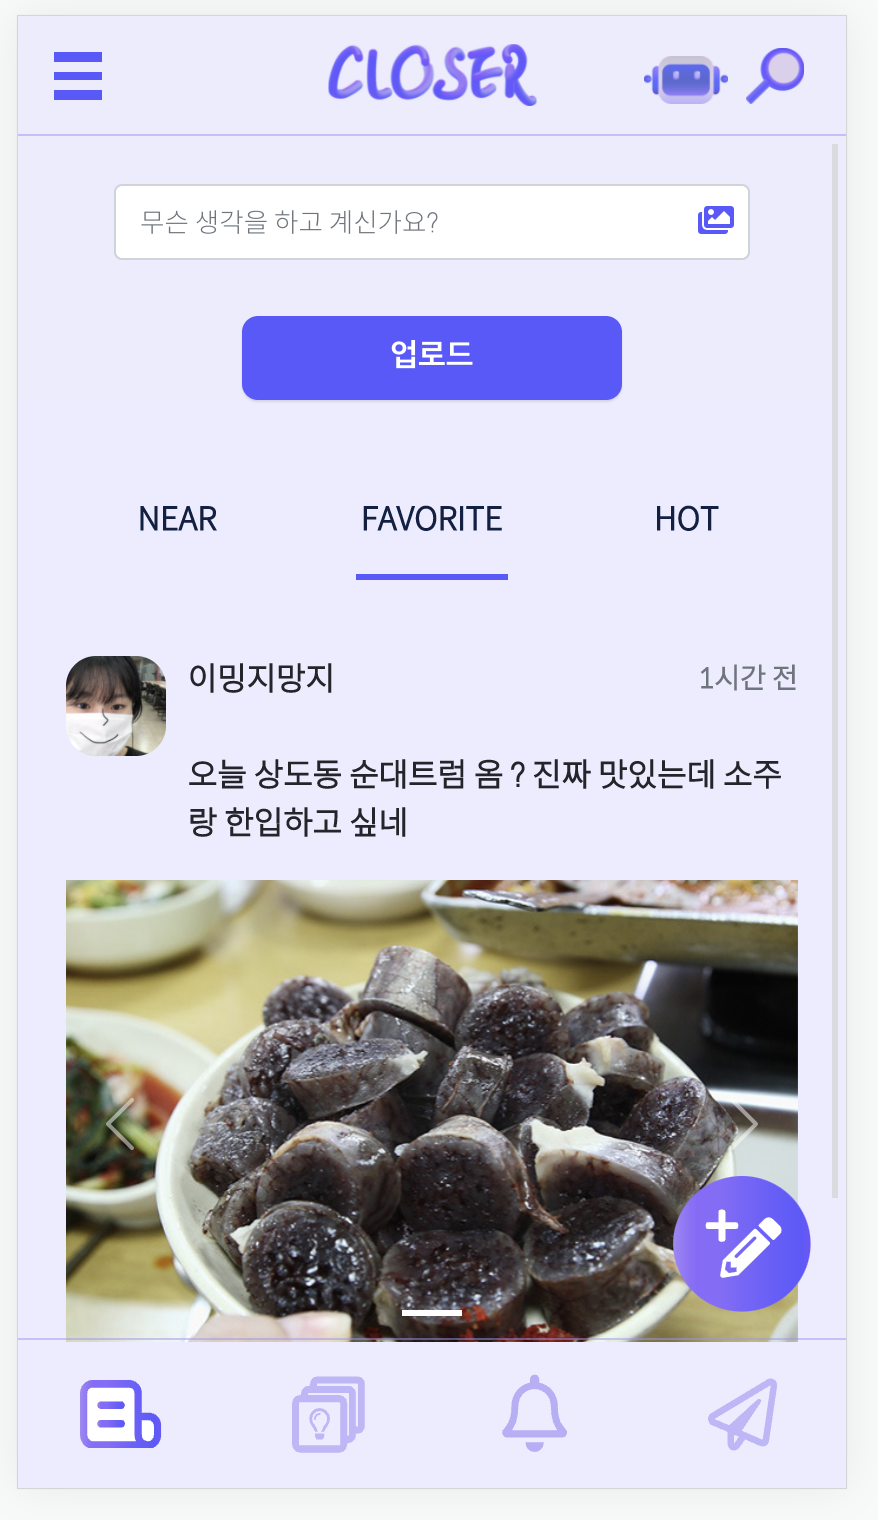 CLOSER
무슨 생각을 하고 계신가요?
업로드
NEAR
FAVORITE
HOT
이밍지망지
1시간 전
오늘 상도동 순대트럼 옴 ? 진짜 맛있는데 소주
랑 한입하고 싶네